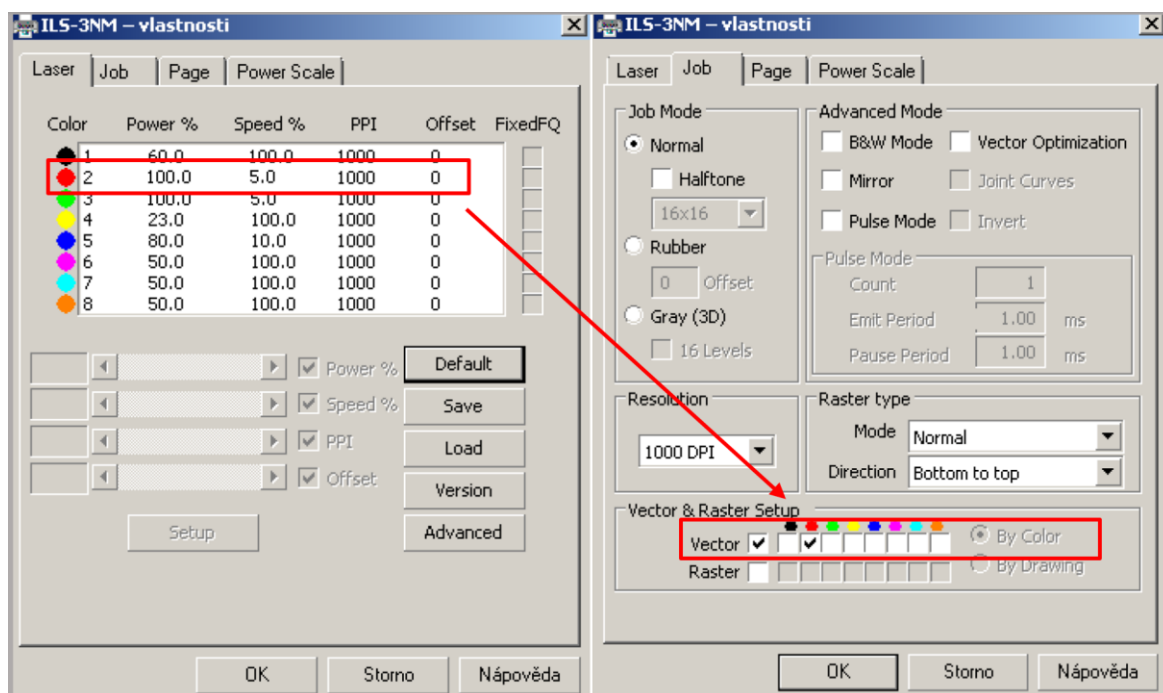 ILS-3NM – vlastnosti
Laser Job Page Power Scale
Color Power % Speed % PPI Offset FixedFQ
1 60.0 100.0 1000 0
2 100.0 5.0 1000 0
3 100.0 5.0 1000 0
4 23.0 100.0 1000 0
5 80.0 10.0 1000 0
6 50.0 100.0 1000 0
7 50.0 100.0 1000 0
8 50.0 100.0 1000 0
Power %
Speed %
PPI
Offset
Default
Save
Load
Version
Setup
Advanced
OK Storno Nápověda
ILS-3NM – vlastnosti
Laser Job Page Power Scale
Job Mode
Normal
Halftone
16x16
Rubber
0 Offset
Gray (3D)
16 Levels
Advanced Mode
B&W Mode Vector Optimization
Mirror Joint Curves
Pulse Mode Invert
Pulse Mode
Count 1
Emit Period 1.00 ms
Pause Period 1.00 ms
Resolution
1000 DPI
Raster type
Mode Normal
Direction Bottom to top
Vector & Raster Setup
Vector By Color
Raster By Drawing
OK Storno Nápověda